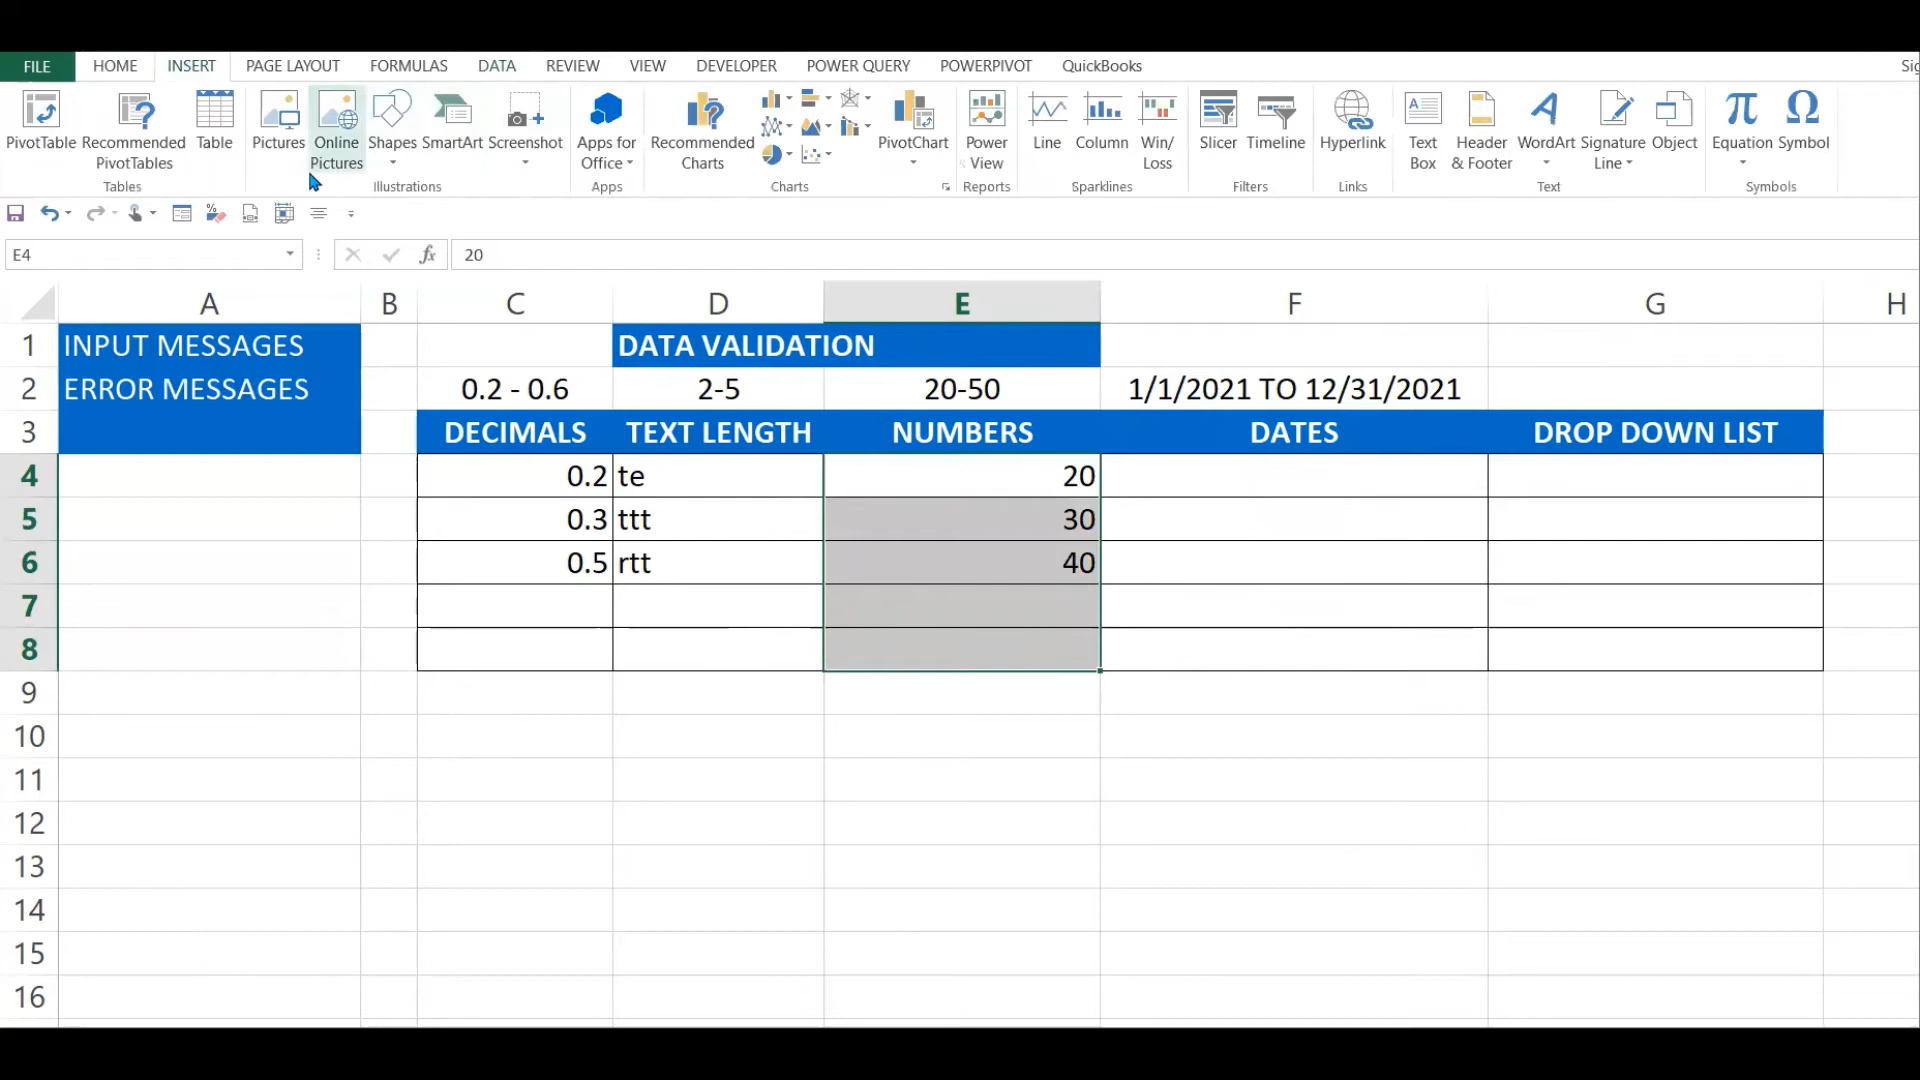 FILE HOME INSERT PAGE LAYOUT FORMULAS DATA REVIEW VIEW DEVELOPER POWER QUERY POWERPIVOT QuickBooks
PivotTable Recommended PivotTables Table Pictures Online Pictures Shapes SmartArt Screenshot Apps for Office Recommended Charts PivotChart Power View Line Column Win/ Loss Slicer Timeline Hyperlink Text Box Header & Footer WordArt Signature Line Object Equation Symbol
Tables Illustrations Apps Charts Reports Sparklines Filters Links Text Symbols
E4 fx 20
A B C D E F G H
1 INPUT MESSAGES DATA VALIDATION
2 ERROR MESSAGES 0.2 - 0.6 2-5 20-50 1/1/2021 TO 12/31/2021
3 DECIMALS TEXT LENGTH NUMBERS DATES DROP DOWN LIST
4 0.2 te 20
5 0.3 ttt 30
6 0.5 rtt 40
7
8
9
10
11
12
13
14
15
16